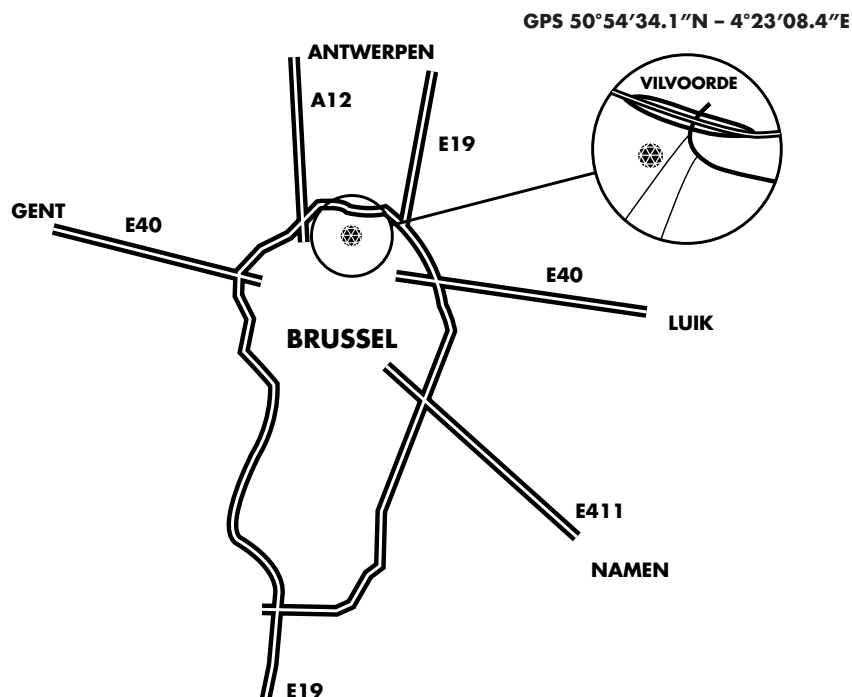 GPS 50°54’34.1”N – 4°23’08.4”E
ANTWERPEN
VILVOORDE
A12
E19
GENT
E40
E40
LUIK
BRUSSEL
E411
NAMEN
E19